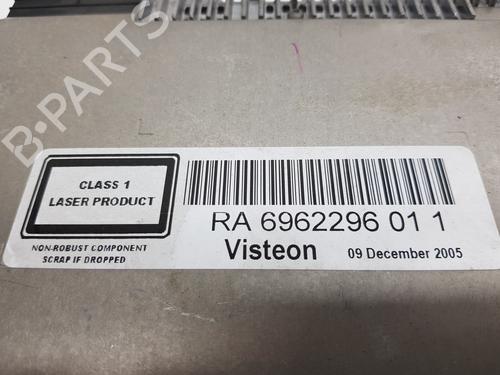 CLASS 1
LASER PRODUCT
NON-ROBUST COMPONENT
SCRAP IF DROPPED
RA 6962296 01 1
Visteon
09 December 2005
B-PARTS